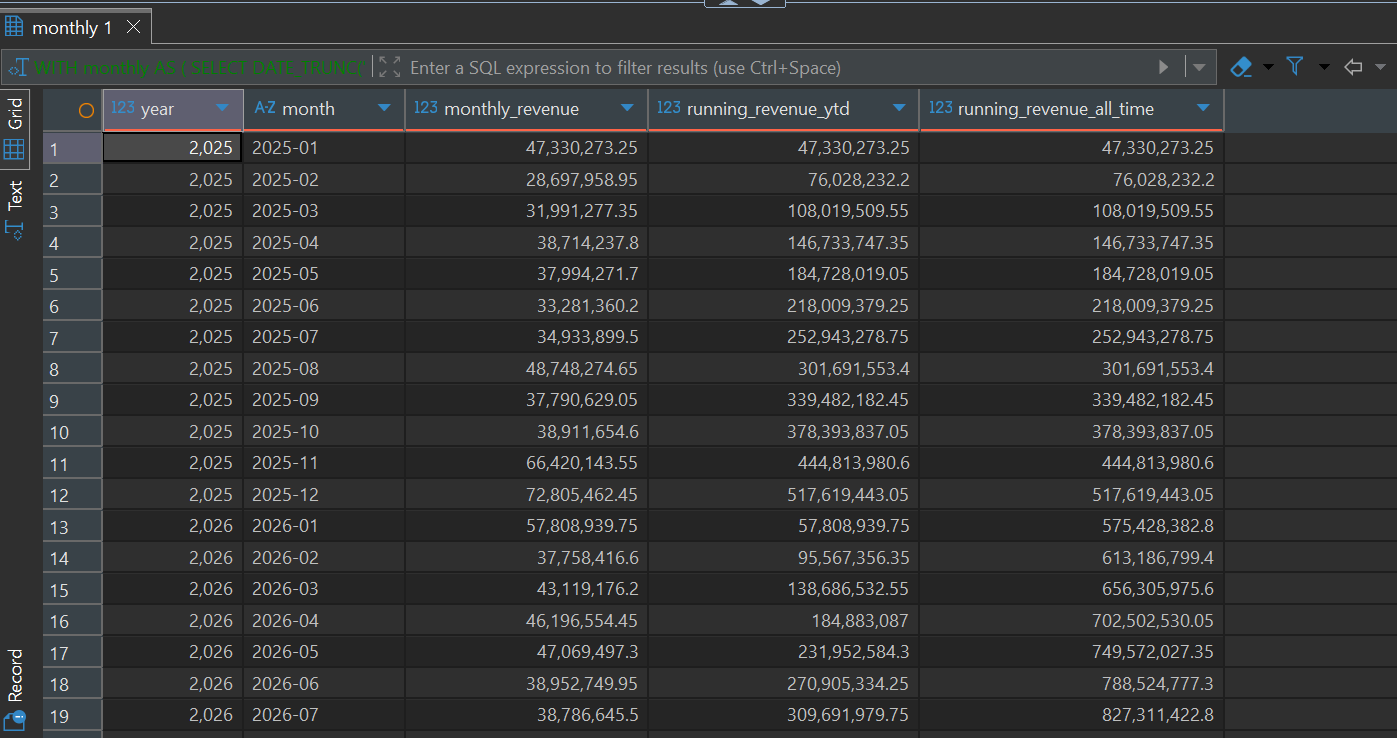 monthly 1
WITH monthly AS ( SELECT DATE_TRUNC(' Enter a SQL expression to filter results (use Ctrl+Space)
Grid
Text
Record
123 year A-Z month 123 monthly_revenue 123 running_revenue_ytd 123 running_revenue_all_time
1 2,025 2025-01 47,330,273.25 47,330,273.25 47,330,273.25
2 2,025 2025-02 28,697,958.95 76,028,232.2 76,028,232.2
3 2,025 2025-03 31,991,277.35 108,019,509.55 108,019,509.55
4 2,025 2025-04 38,714,237.8 146,733,747.35 146,733,747.35
5 2,025 2025-05 37,994,271.7 184,728,019.05 184,728,019.05
6 2,025 2025-06 33,281,360.2 218,009,379.25 218,009,379.25
7 2,025 2025-07 34,933,899.5 252,943,278.75 252,943,278.75
8 2,025 2025-08 48,748,274.65 301,691,553.4 301,691,553.4
9 2,025 2025-09 37,790,629.05 339,482,182.45 339,482,182.45
10 2,025 2025-10 38,911,654.6 378,393,837.05 378,393,837.05
11 2,025 2025-11 66,420,143.55 444,813,980.6 444,813,980.6
12 2,025 2025-12 72,805,462.45 517,619,443.05 517,619,443.05
13 2,026 2026-01 57,808,939.75 57,808,939.75 575,428,382.8
14 2,026 2026-02 37,758,416.6 95,567,356.35 613,186,799.4
15 2,026 2026-03 43,119,176.2 138,686,532.55 656,305,975.6
16 2,026 2026-04 46,196,554.45 184,883,087 702,502,530.05
17 2,026 2026-05 47,069,497.3 231,952,584.3 749,572,027.35
18 2,026 2026-06 38,952,749.95 270,905,334.25 788,524,777.3
19 2,026 2026-07 38,786,645.5 309,691,979.75 827,311,422.8